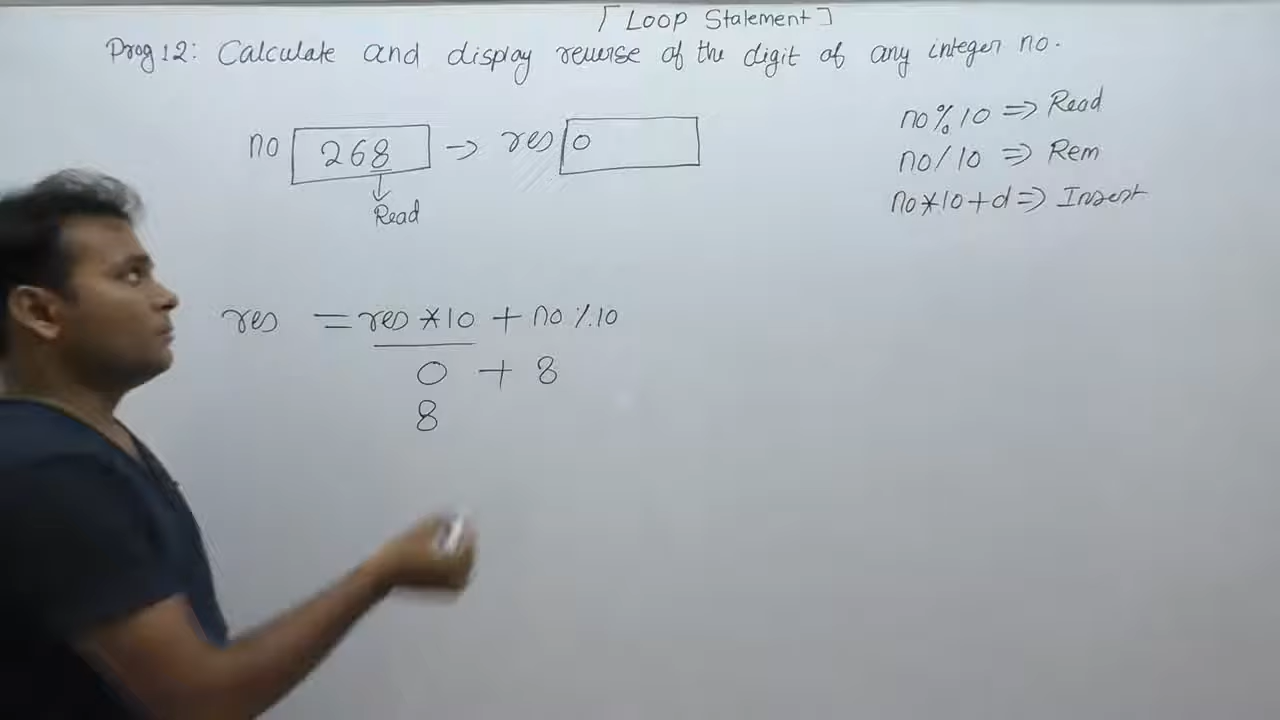 [Loop Statement]
Prog 12: Calculate and display reverse of the digit of any integer no.
no 268 → res 0
Read
no%10 => Read
no/10 => Rem
no*10+d => Insert
res = res*10 + no%10
0 + 8
8